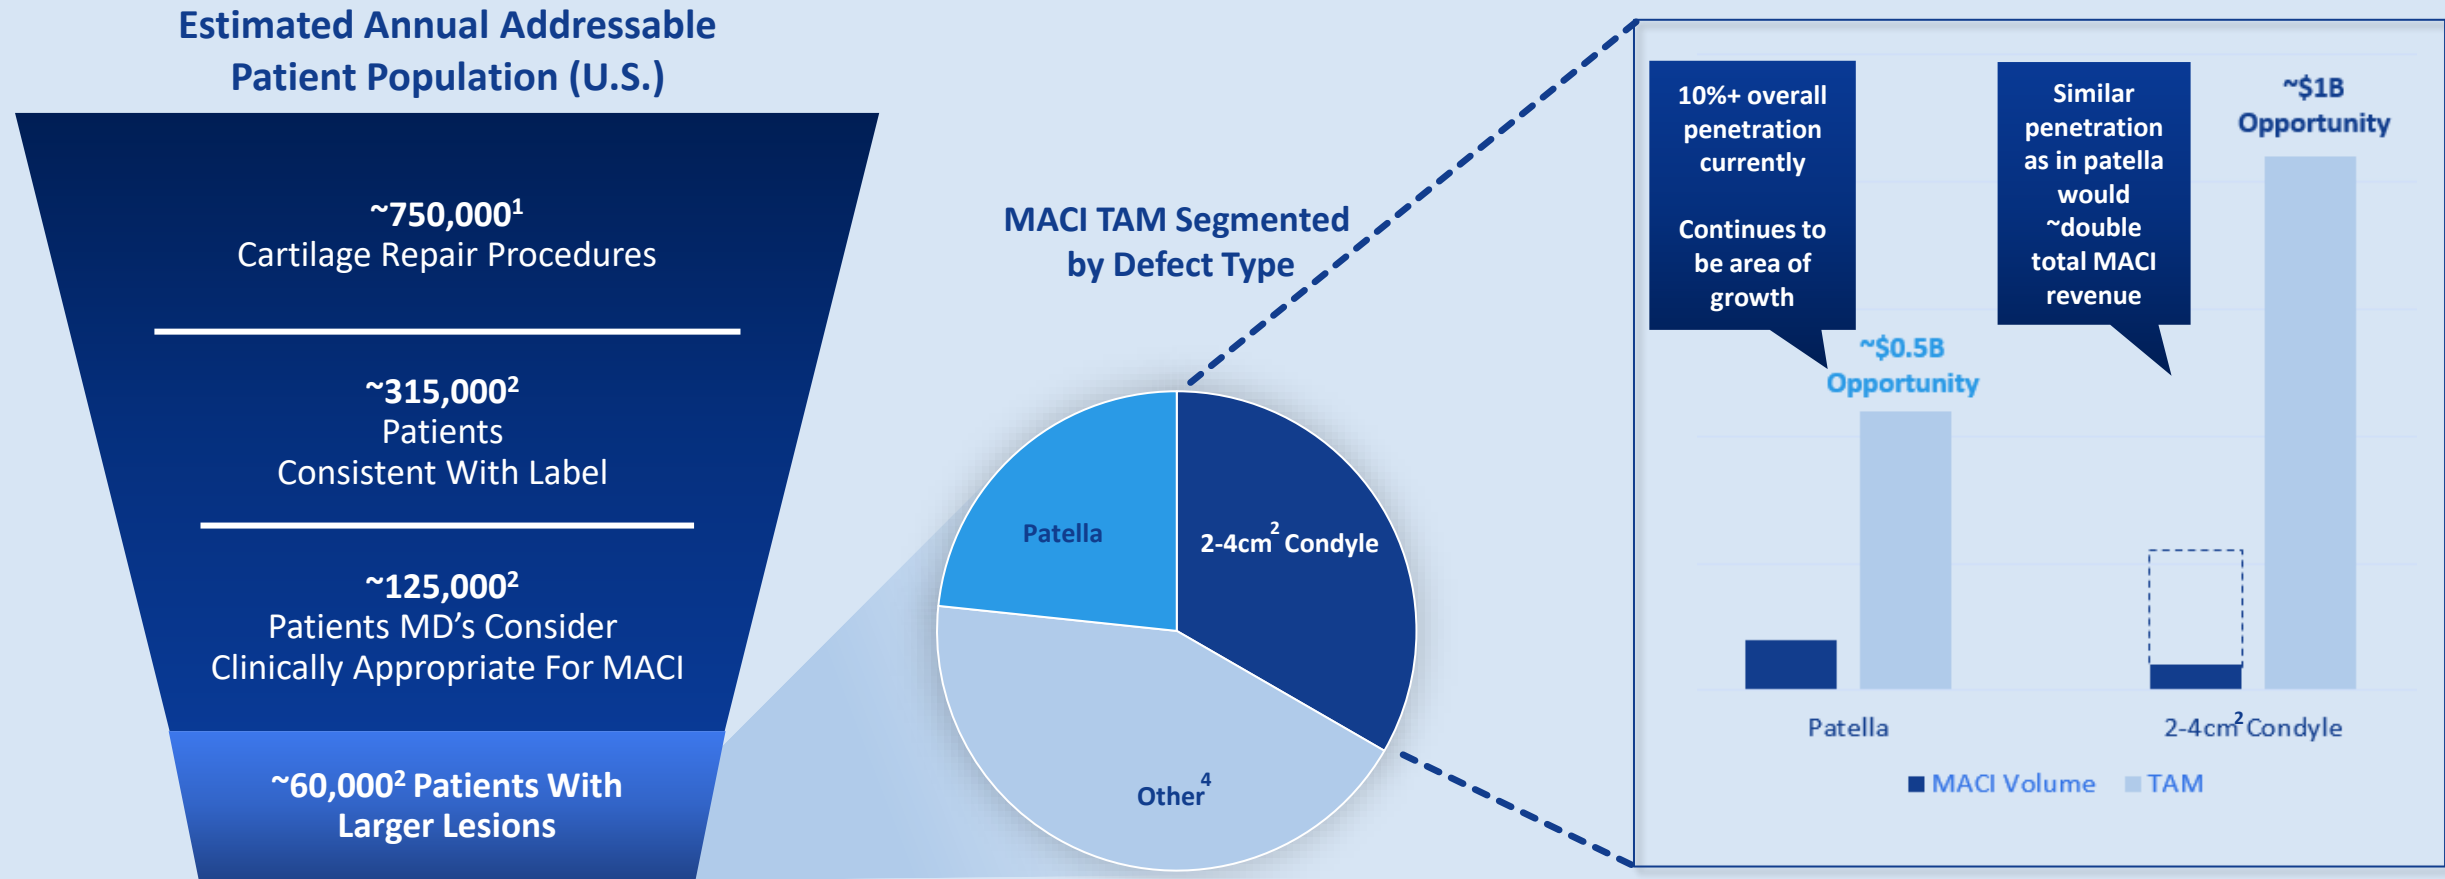 Estimated Annual Addressable
Patient Population (U.S.)
~750,000¹
Cartilage Repair Procedures
~315,000²
Patients
Consistent With Label
~125,000²
Patients MD’s Consider
Clinically Appropriate For MACI
~60,000² Patients With
Larger Lesions
MACI TAM Segmented
by Defect Type
Patella
2-4cm² Condyle
Other⁴
10%+ overall
penetration
currently
Continues to
be area of
growth
~$0.5B
Opportunity
Similar
penetration
as in patella
would
~double
total MACI
revenue
~$1B
Opportunity
Patella
2-4cm² Condyle
MACI Volume
TAM